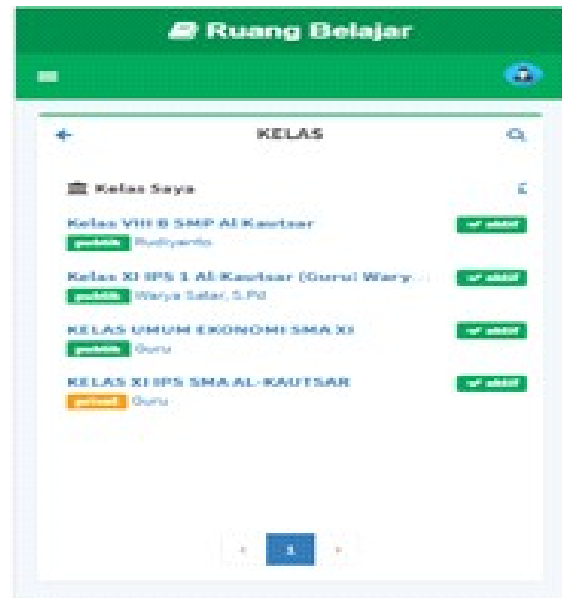 Ruang Belajar
KELAS
Kelas Saya
Kelas VIII B SMP Al Kautsar
aktif
publik Rudiyanto
Kelas XI IPS 1 Al-Kautsar (Guru: Wary...
aktif
publik Warya Satar, S.Pd
KELAS UMUM EKONOMI SMA XI
aktif
publik Guru
KELAS XI IPS SMA AL-KAUTSAR
aktif
privat Guru
1